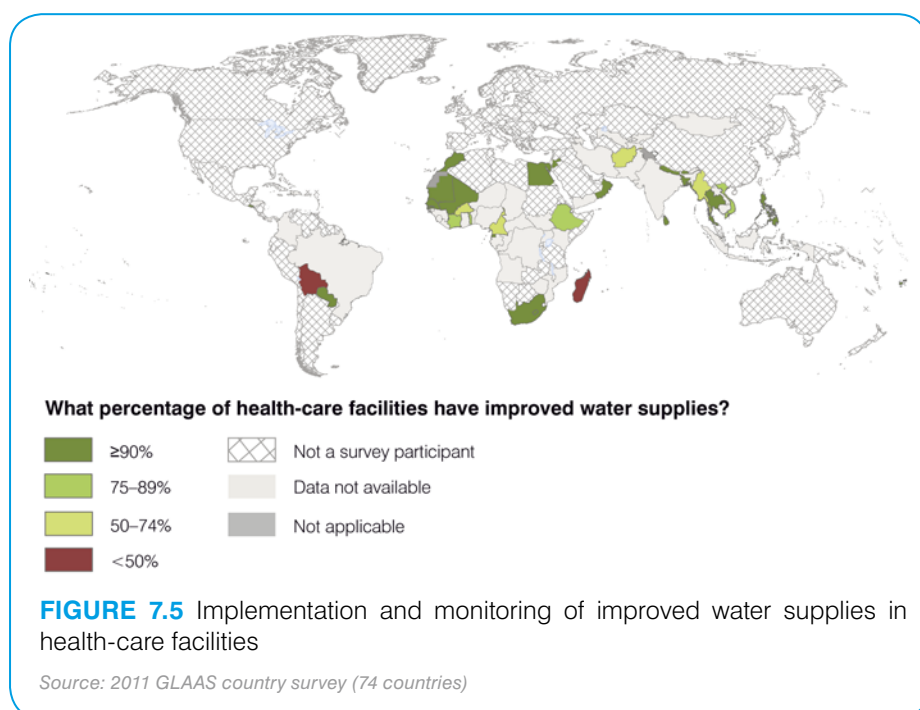 What percentage of health-care facilities have improved water supplies?
≥90%
75–89%
50–74%
<50%
Not a survey participant
Data not available
Not applicable
FIGURE 7.5 Implementation and monitoring of improved water supplies in
health-care facilities
Source: 2011 GLAAS country survey (74 countries)